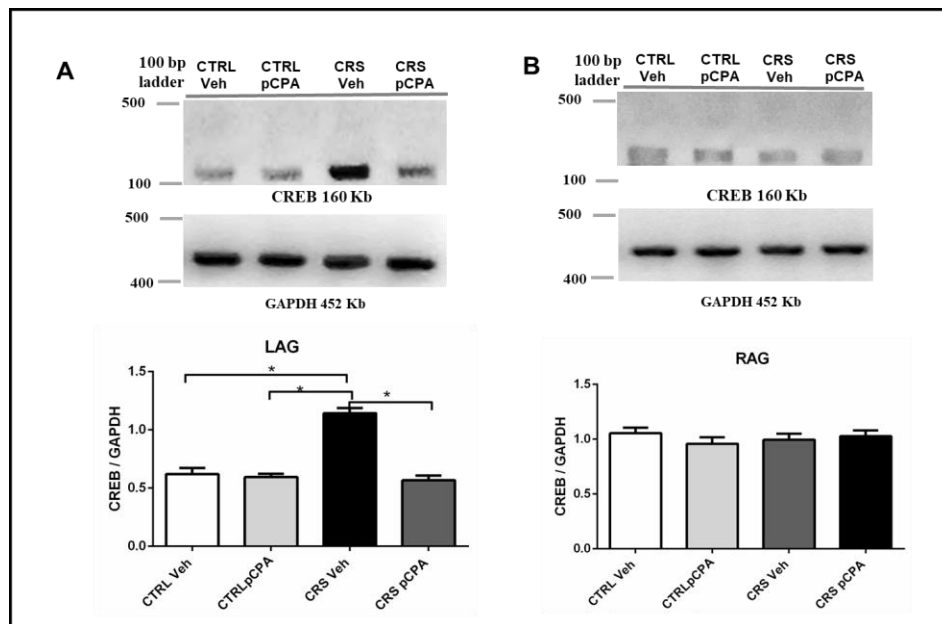 A
100 bp CTRL CTRL CRS CRS
ladder Veh pCPA Veh pCPA
500
100
CREB 160 Kb
500
400
GAPDH 452 Kb
LAG
CREB / GAPDH
1.5
1.0
0.5
0.0
* * *
CTRL Veh CTRLpCPA CRS Veh CRS pCPA
B
100 bp CTRL CTRL CRS CRS
ladder Veh pCPA Veh pCPA
500
100
CREB 160 Kb
500
400
GAPDH 452 Kb
RAG
CREB / GAPDH
1.5
1.0
0.5
0.0
CTRL Veh CTRLpCPA CRS Veh CRS pCPA